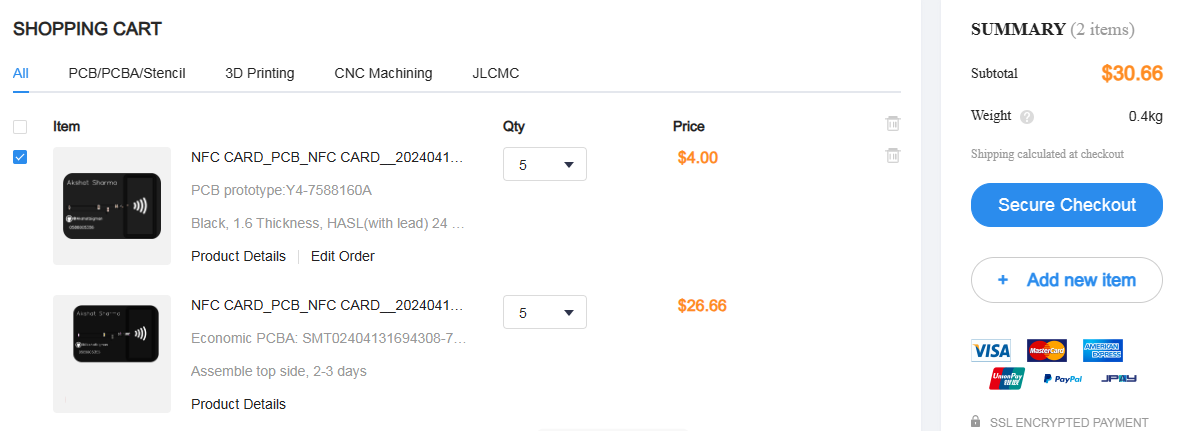 SHOPPING CART
All PCB/PCBA/Stencil 3D Printing CNC Machining JLCMC
Item Qty Price
NFC CARD_PCB_NFC CARD__2024041… 5 $4.00
PCB prototype:Y4-7588160A
Black, 1.6 Thickness, HASL(with lead) 24 …
Product Details Edit Order
Akshat Sharma
NFC CARD_PCB_NFC CARD__2024041… 5 $26.66
Economic PCBA: SMT02404131694308-7…
Assemble top side, 2-3 days
Product Details
Akshat Sharma
SUMMARY (2 items)
Subtotal $30.66
Weight ? 0.4kg
Shipping calculated at checkout
Secure Checkout
+ Add new item
VISA MasterCard AMERICAN EXPRESS
UnionPay PayPal JPAY
SSL ENCRYPTED PAYMENT